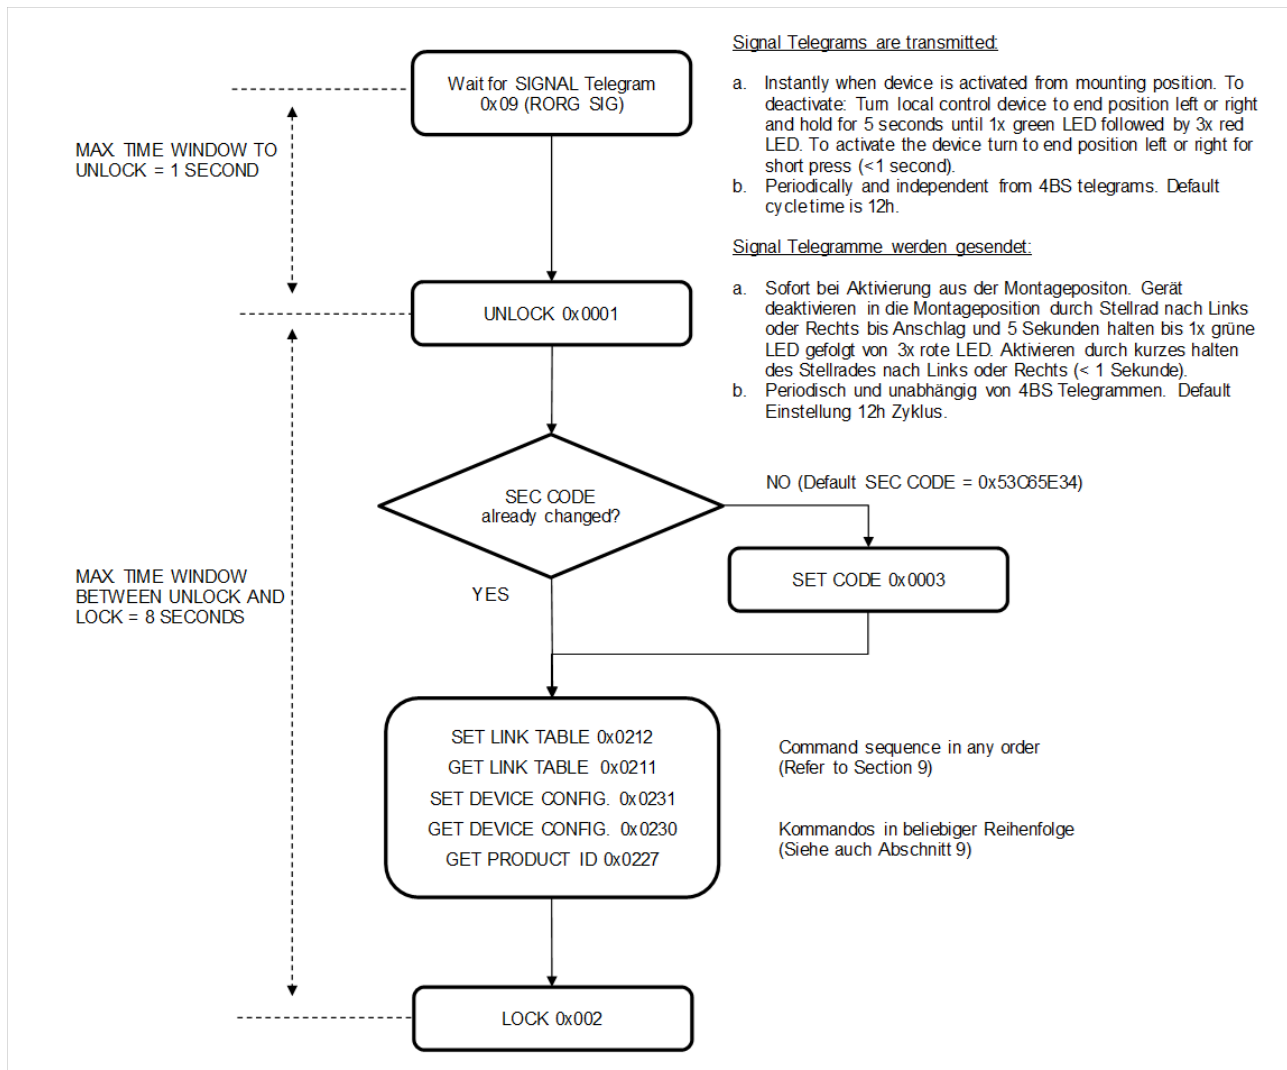 Wait for SIGNAL Telegram
0x09 (RORG SIG)
MAX. TIME WINDOW TO
UNLOCK = 1 SECOND
UNLOCK 0x0001
SEC CODE
already changed?
NO (Default SEC CODE = 0x53C65E34)
SET CODE 0x0003
YES
MAX. TIME WINDOW
BETWEEN UNLOCK AND
LOCK = 8 SECONDS
SET LINK TABLE 0x0212
GET LINK TABLE 0x0211
SET DEVICE CONFIG. 0x0231
GET DEVICE CONFIG. 0x0230
GET PRODUCT ID 0x0227
LOCK 0x002
Signal Telegrams are transmitted:
a. Instantly when device is activated from mounting position. To
deactivate: Turn local control device to end position left or right
and hold for 5 seconds until 1x green LED followed by 3x red
LED. To activate the device turn to end position left or right for
short press (<1 second).
b. Periodically and independent from 4BS telegrams. Default
cycletime is 12h.
Signal Telegramme werden gesendet:
a. Sofort bei Aktivierung aus der Montagepositon. Gerät
deaktivieren in die Montageposition durch Stellrad nach Links
oder Rechts bis Anschlag und 5 Sekunden halten bis 1x grüne
LED gefolgt von 3x rote LED. Aktivieren durch kurzes halten
des Stellrades nach Links oder Rechts (< 1 Sekunde).
b. Periodisch und unabhängig von 4BS Telegrammen. Default
Einstellung 12h Zyklus.
Command sequence in any order
(Refer to Section 9)
Kommandos in beliebiger Reihenfolge
(Siehe auch Abschnitt 9)